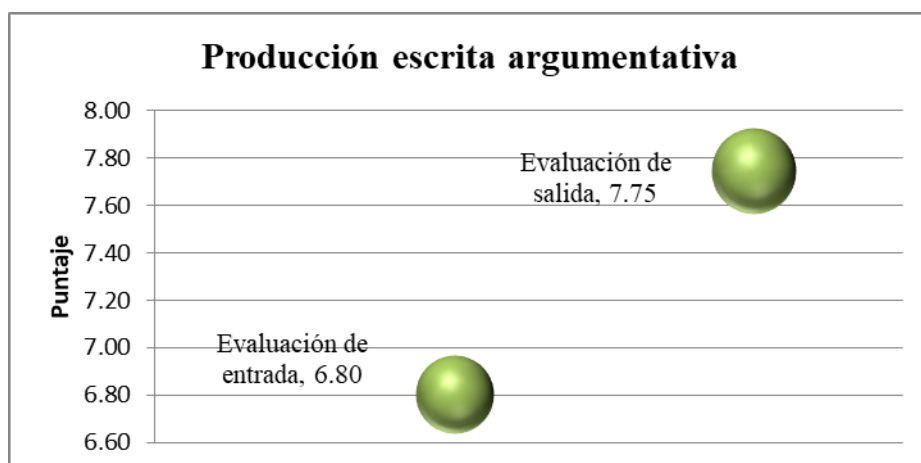 Producción escrita argumentativa
8.00
7.80
7.60
7.40
7.20
7.00
6.80
6.60
Puntaje
Evaluación de
salida, 7.75
Evaluación de
entrada, 6.80